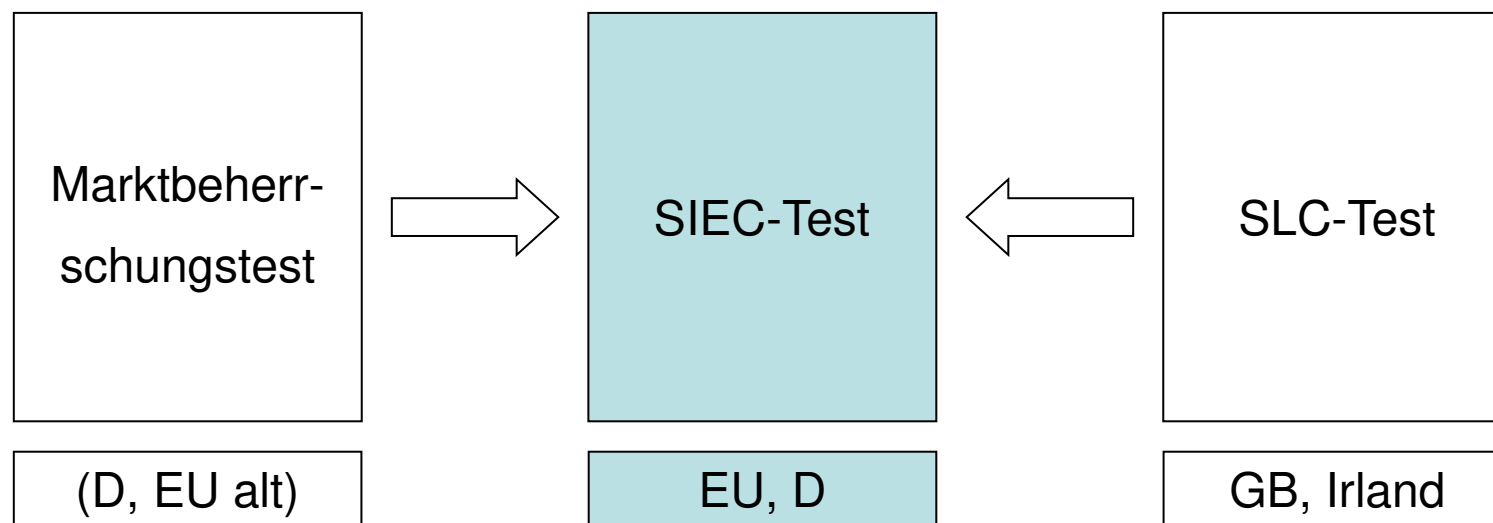 Marktbeherr-
schungstest
SIEC-Test
SLC-Test
(D, EU alt)
EU, D
GB, Irland